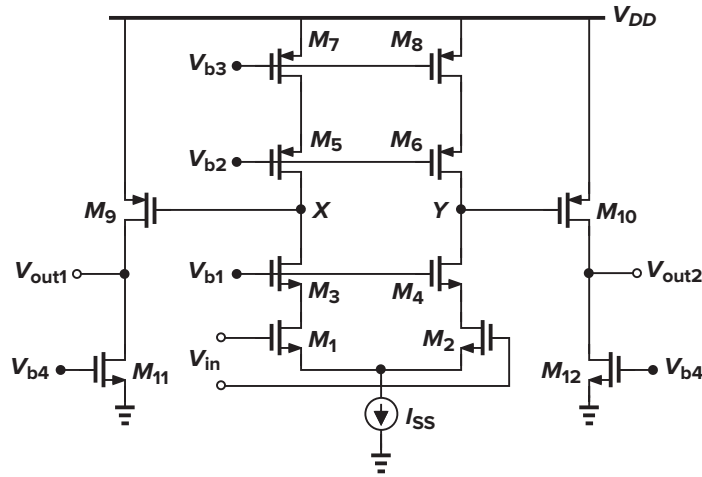 V_DD
M_7 M_8
V_b3
M_5 M_6
V_b2
M_9 X Y M_10
V_out1 V_b1 V_out2
M_3 M_4
M_1 M_2
V_in
V_b4 M_11 M_12 V_b4
I_SS